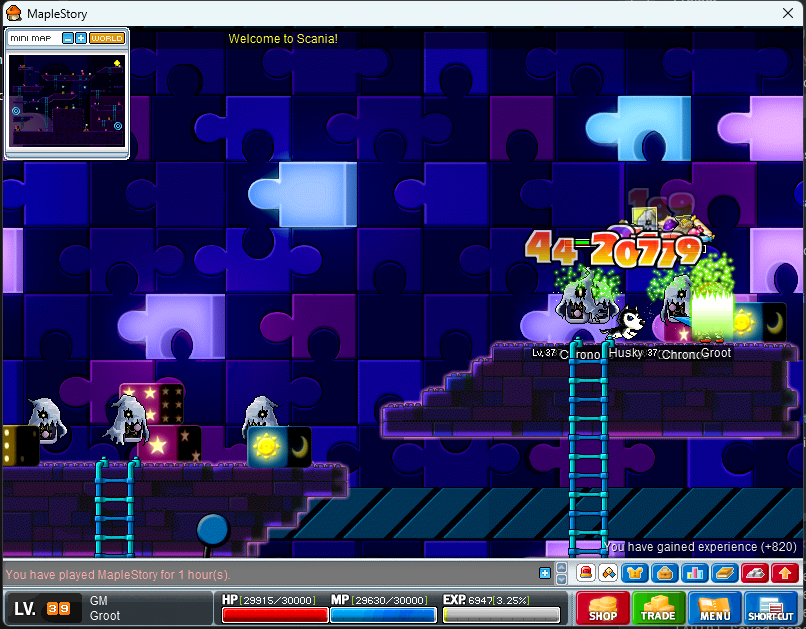 MapleStory
MINI MAP
WORLD
Welcome to Scania!
44
20779
Lv. 37
Chrono
Husky
37
Chrono
Groot
You have gained experience (+820)
You have played MapleStory for 1 hour(s).
LV. 39
GM
Groot
HP[29915/30000]
MP[29630/30000]
EXP. 6947[3.25%]
SHOP
TRADE
MENU
SHORTCUT